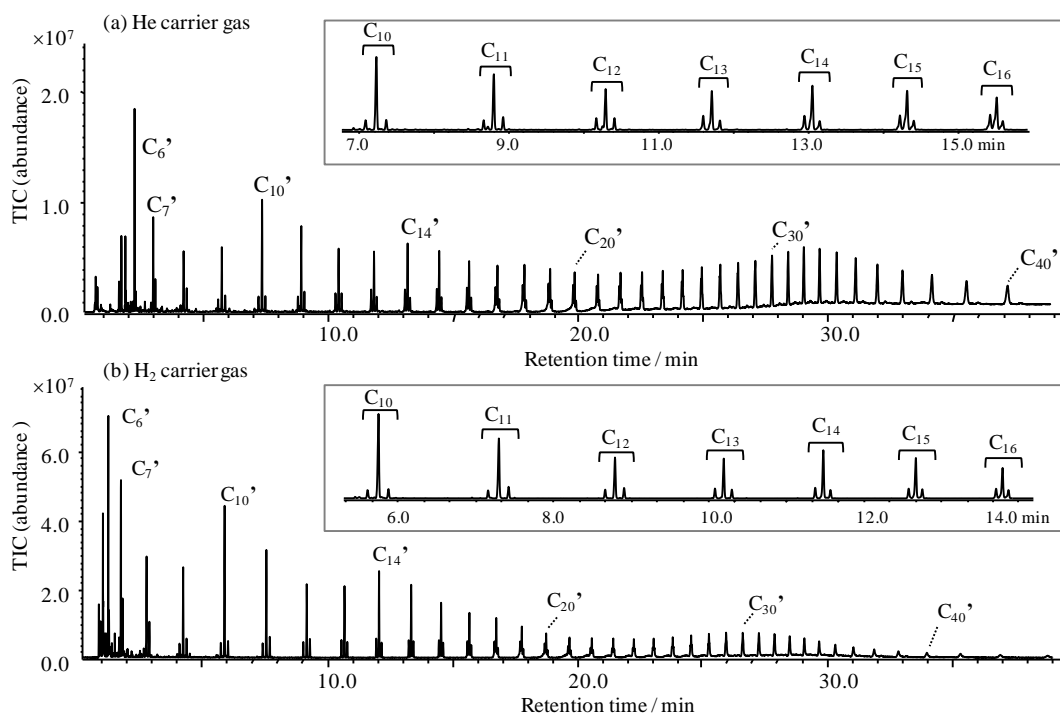 (a) He carrier gas
×10⁷
TIC (abundance)
2.0
1.0
0.0
C₆’
C₇’
C₁₀’
C₁₄’
C₂₀’
C₃₀’
C₄₀’
C₁₀ C₁₁ C₁₂ C₁₃ C₁₄ C₁₅ C₁₆
7.0 9.0 11.0 13.0 15.0 min
10.0 20.0 30.0
Retention time / min
(b) H₂ carrier gas
×10⁷
TIC (abundance)
6.0
4.0
2.0
0.0
C₆’
C₇’
C₁₀’
C₁₄’
C₂₀’
C₃₀’
C₄₀’
C₁₀ C₁₁ C₁₂ C₁₃ C₁₄ C₁₅ C₁₆
6.0 8.0 10.0 12.0 14.0 min
10.0 20.0 30.0
Retention time / min